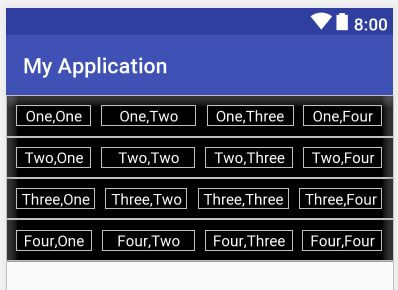 8:00
My Application
One,One One,Two One,Three One,Four
Two,One Two,Two Two,Three Two,Four
Three,One Three,Two Three,Three Three,Four
Four,One Four,Two Four,Three Four,Four